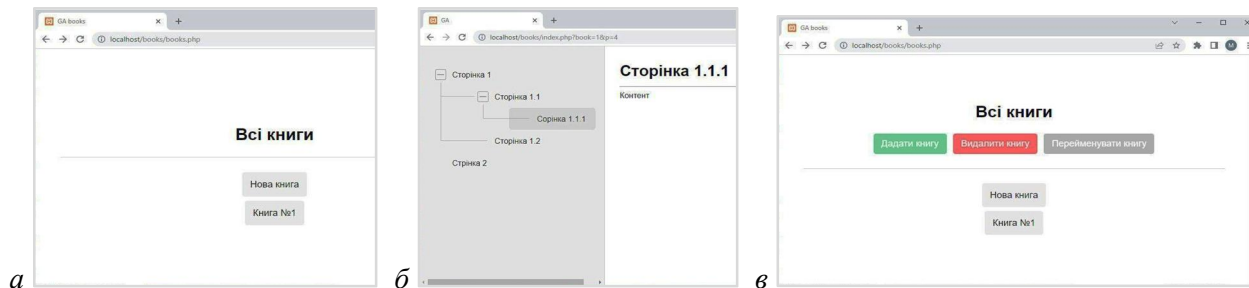 GA books
localhost/books/books.php
Всі книги
Нова книга
Книга №1
а
GA
localhost/books/index.php?book=18&p=4
Сторінка 1
Сторінка 1.1
Сорінка 1.1.1
Сторінка 1.2
Стрінка 2
Сторінка 1.1.1
Контент
б
GA books
localhost/books/books.php
M
Всі книги
Додати книгу Видалити книгу Перейменувати книгу
Нова книга
Книга №1
в